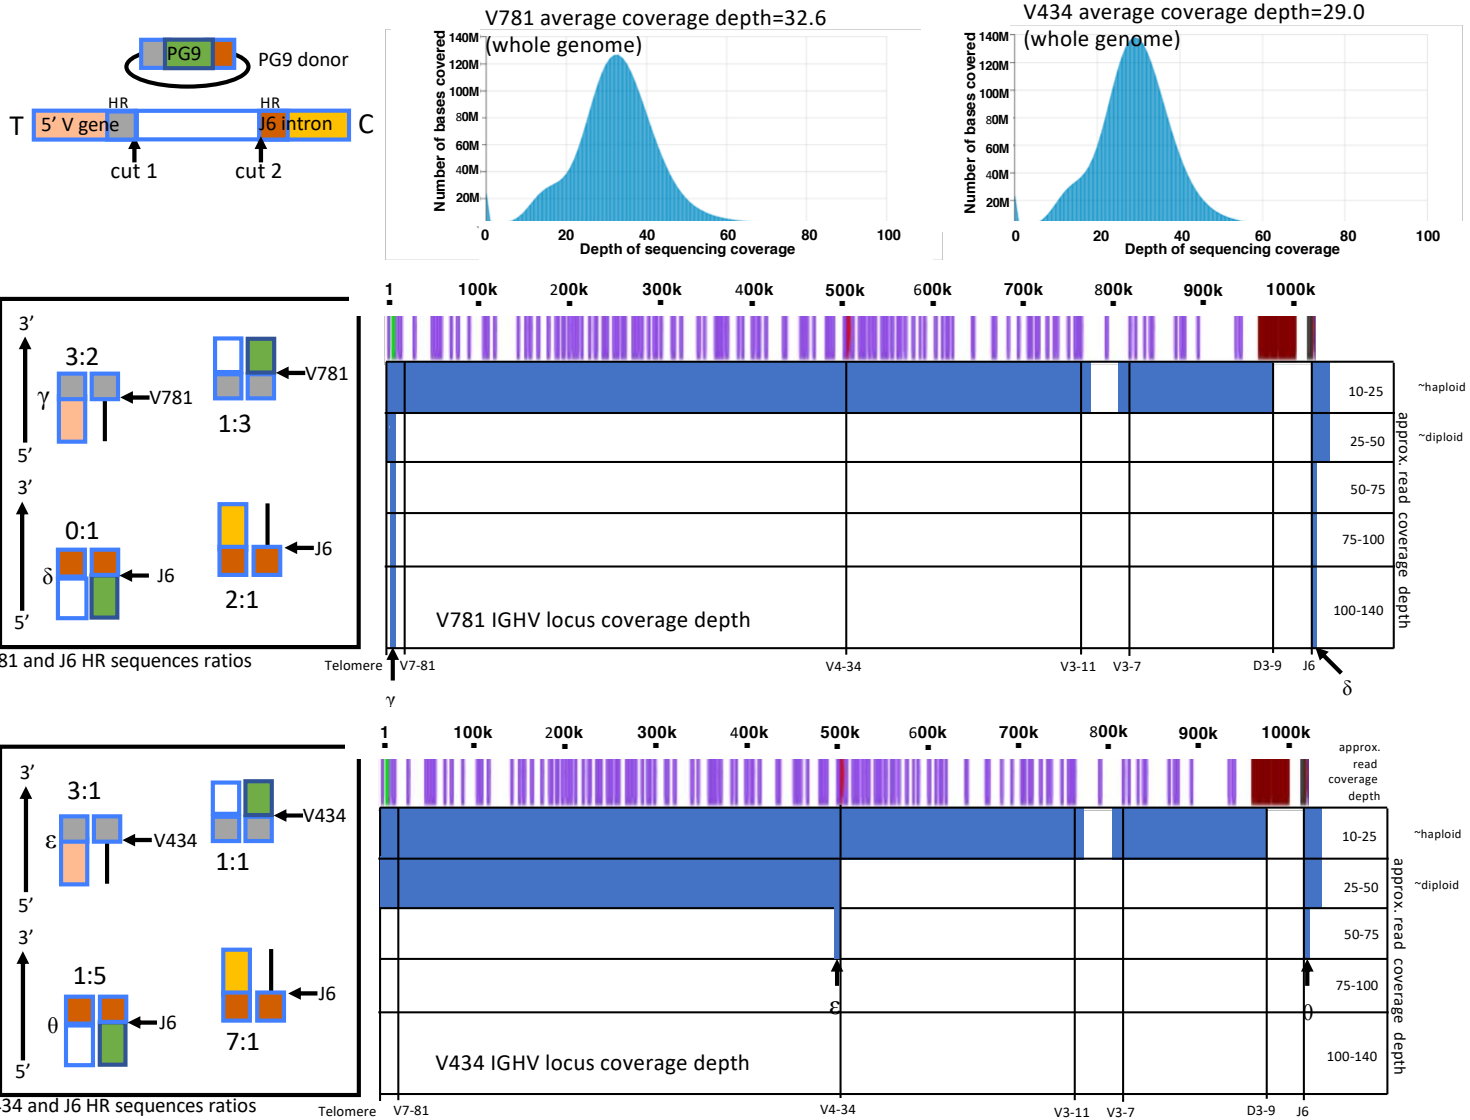 V781 average coverage depth=32.6
(whole genome)
V434 average coverage depth=29.0
(whole genome)
PG9
PG9 donor
HR
HR
T
5' V gene
J6 intron
C
cut 1
cut 2
Number of bases covered
140M
120M
100M
80M
60M
40M
20M
0
20
40
60
80
100
Depth of sequencing coverage
Number of bases covered
140M
120M
100M
80M
60M
40M
20M
0
20
40
60
80
100
Depth of sequencing coverage
3'
5'
3:2
γ
V781
V781
1:3
3'
5'
0:1
δ
J6
J6
2:1
81 and J6 HR sequences ratios
1
100k
200k
300k
400k
500k
600k
700k
800k
900k
1000k
10-25
~haploid
25-50
~diploid
50-75
75-100
100-140
approx. read coverage depth
V781 IGHV locus coverage depth
Telomere
V7-81
V4-34
V3-11
V3-7
D3-9
J6
γ
δ
3'
5'
3:1
ε
V434
V434
1:1
3'
5'
1:5
θ
J6
J6
7:1
434 and J6 HR sequences ratios
1
100k
200k
300k
400k
500k
600k
700k
800k
900k
1000k
approx.
read
coverage
depth
10-25
~haploid
25-50
~diploid
50-75
75-100
100-140
approx. read coverage depth
ε
θ
V434 IGHV locus coverage depth
Telomere
V7-81
V4-34
V3-11
V3-7
D3-9
J6